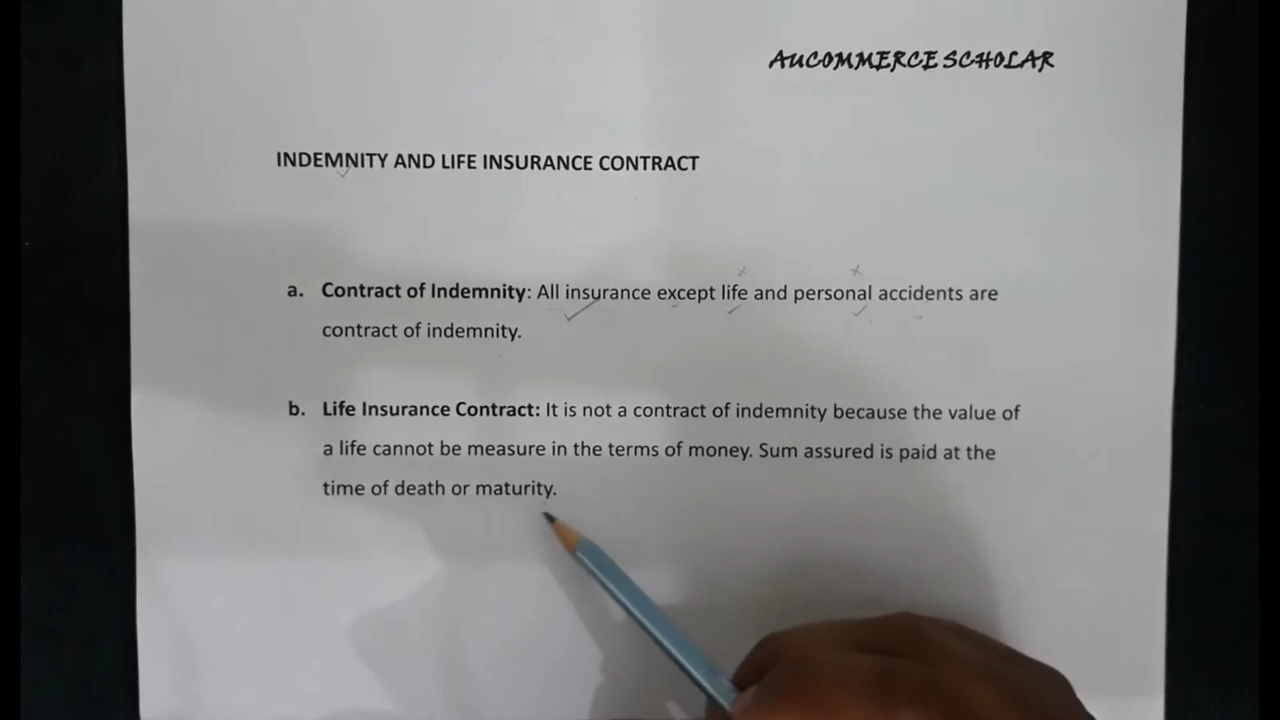 AUCOMMERCE SCHOLAR
INDEMNITY AND LIFE INSURANCE CONTRACT
a. Contract of Indemnity: All insurance except life and personal accidents are
contract of indemnity.
b. Life Insurance Contract: It is not a contract of indemnity because the value of
a life cannot be measure in the terms of money. Sum assured is paid at the
time of death or maturity.